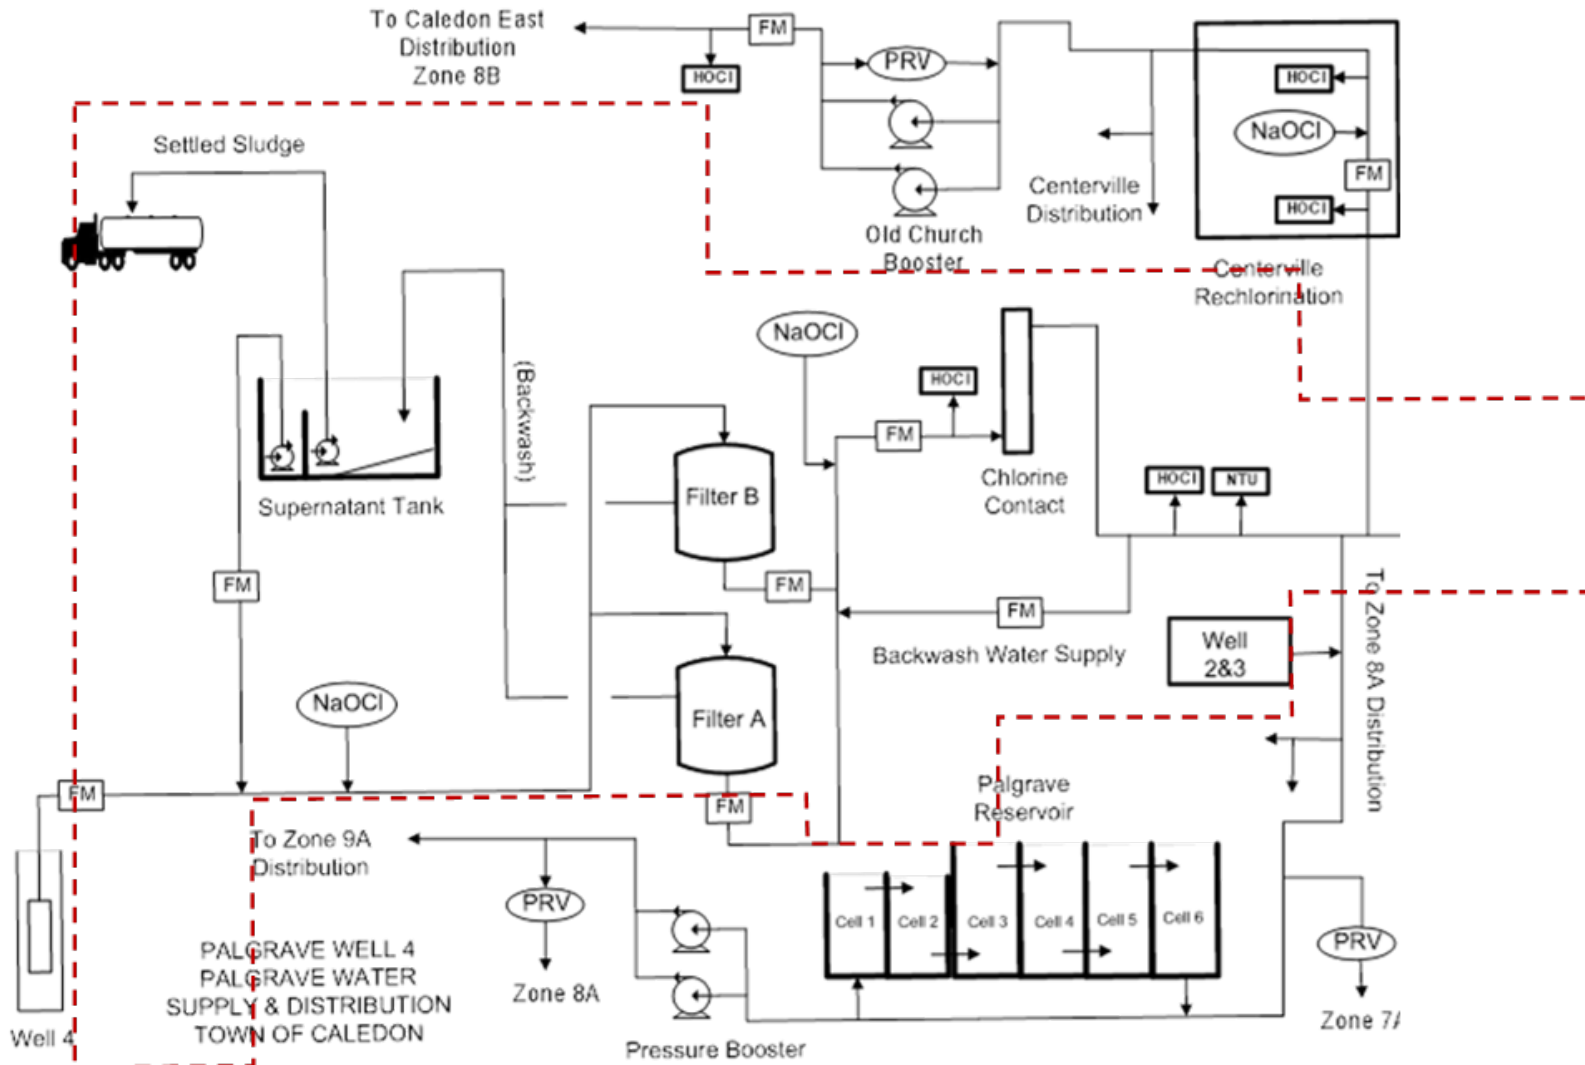 To Caledon East
Distribution
Zone 8B
FM
HOCl
PRV
Old Church
Booster
Centerville
Distribution
HOCl
NaOCl
FM
HOCl
Centerville
Rechlorination
Settled Sludge
Supernatant Tank
(Backwash)
FM
NaOCl
FM
Well 4
Filter B
FM
Filter A
FM
NaOCl
FM
HOCl
Chlorine
Contact
HOCl
NTU
FM
Backwash Water Supply
Well
2&3
To Zone 8A Distribution
Palgrave
Reservoir
Cell 1
Cell 2
Cell 3
Cell 4
Cell 5
Cell 6
PRV
Zone 7A
To Zone 9A
Distribution
PRV
Zone 8A
Pressure Booster
PALGRAVE WELL 4
PALGRAVE WATER
SUPPLY & DISTRIBUTION
TOWN OF CALEDON